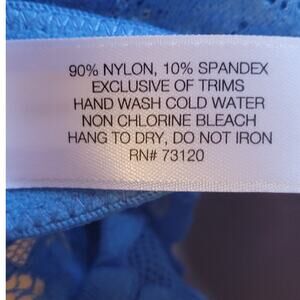 90% NYLON, 10% SPANDEX
EXCLUSIVE OF TRIMS
HAND WASH COLD WATER
NON CHLORINE BLEACH
HANG TO DRY, DO NOT IRON
RN# 73120